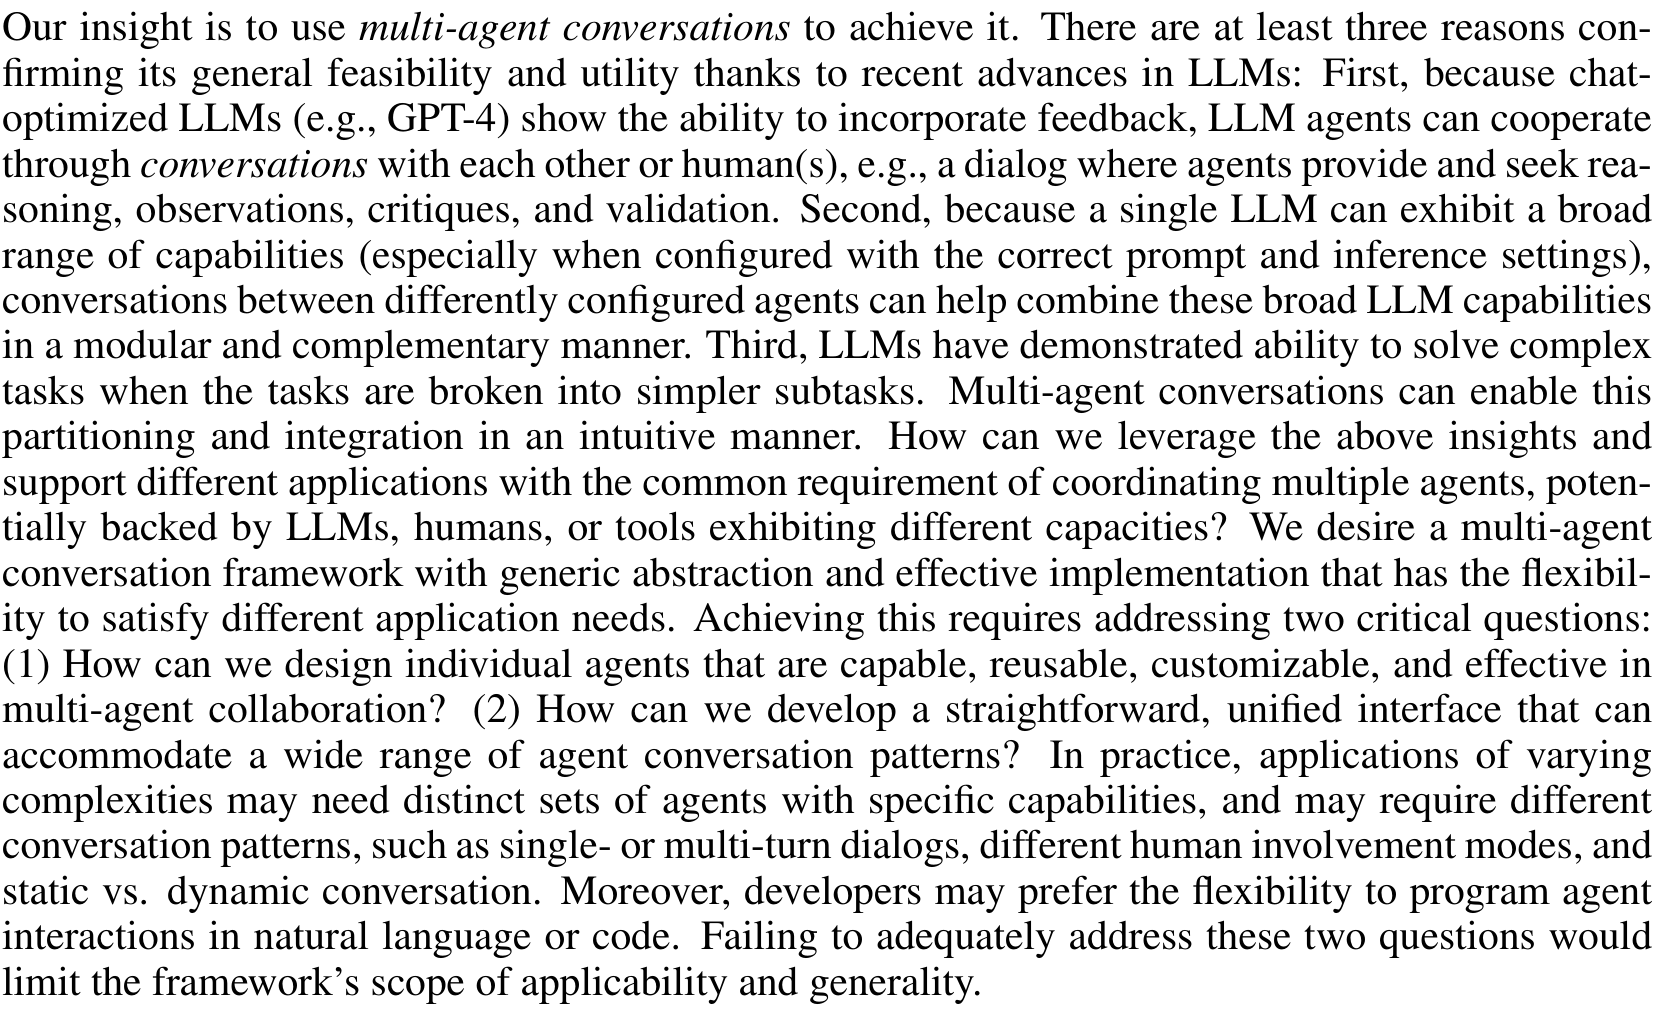 Our insight is to use multi-agent conversations to achieve it. There are at least three reasons con-
firming its general feasibility and utility thanks to recent advances in LLMs: First, because chat-
optimized LLMs (e.g., GPT-4) show the ability to incorporate feedback, LLM agents can cooperate
through conversations with each other or human(s), e.g., a dialog where agents provide and seek rea-
soning, observations, critiques, and validation. Second, because a single LLM can exhibit a broad
range of capabilities (especially when configured with the correct prompt and inference settings),
conversations between differently configured agents can help combine these broad LLM capabilities
in a modular and complementary manner. Third, LLMs have demonstrated ability to solve complex
tasks when the tasks are broken into simpler subtasks. Multi-agent conversations can enable this
partitioning and integration in an intuitive manner. How can we leverage the above insights and
support different applications with the common requirement of coordinating multiple agents, poten-
tially backed by LLMs, humans, or tools exhibiting different capacities? We desire a multi-agent
conversation framework with generic abstraction and effective implementation that has the flexibil-
ity to satisfy different application needs. Achieving this requires addressing two critical questions:
(1) How can we design individual agents that are capable, reusable, customizable, and effective in
multi-agent collaboration? (2) How can we develop a straightforward, unified interface that can
accommodate a wide range of agent conversation patterns? In practice, applications of varying
complexities may need distinct sets of agents with specific capabilities, and may require different
conversation patterns, such as single- or multi-turn dialogs, different human involvement modes, and
static vs. dynamic conversation. Moreover, developers may prefer the flexibility to program agent
interactions in natural language or code. Failing to adequately address these two questions would
limit the framework's scope of applicability and generality.